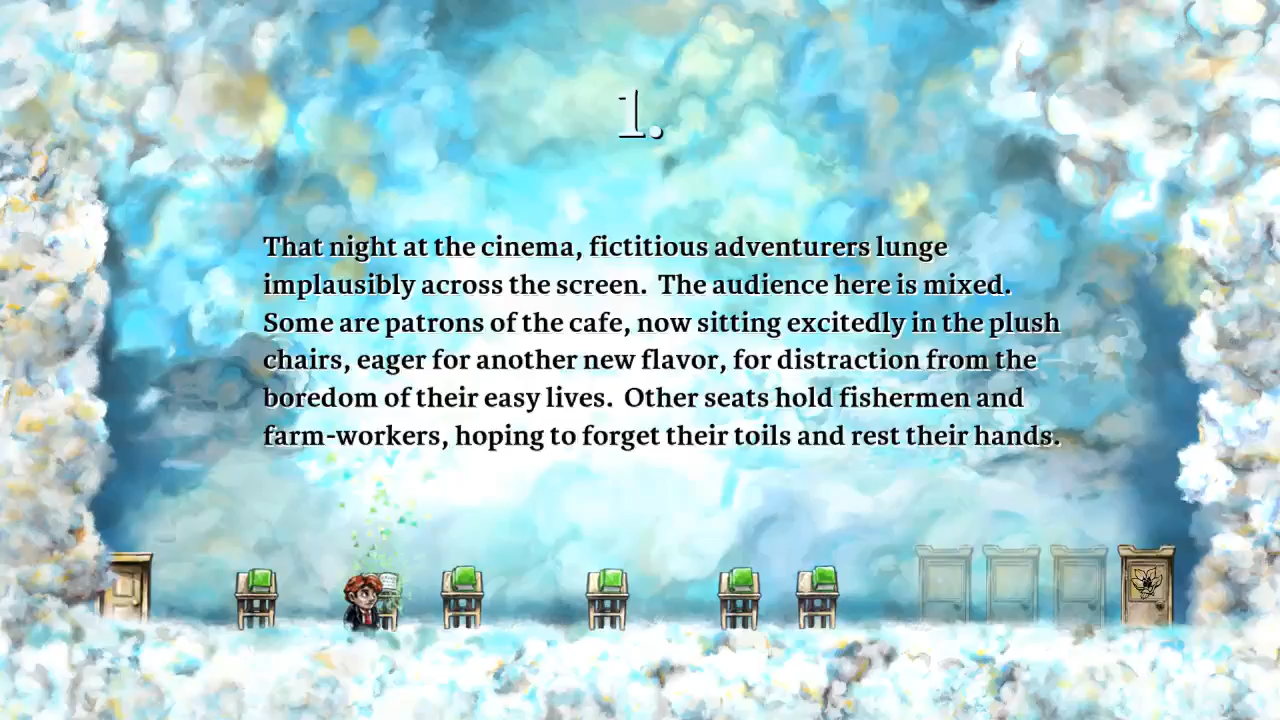 1.
That night at the cinema, fictitious adventurers lunge
implausibly across the screen.  The audience here is mixed.
Some are patrons of the cafe, now sitting excitedly in the plush
chairs, eager for another new flavor, for distraction from the
boredom of their easy lives.  Other seats hold fishermen and
farm-workers, hoping to forget their toils and rest their hands.